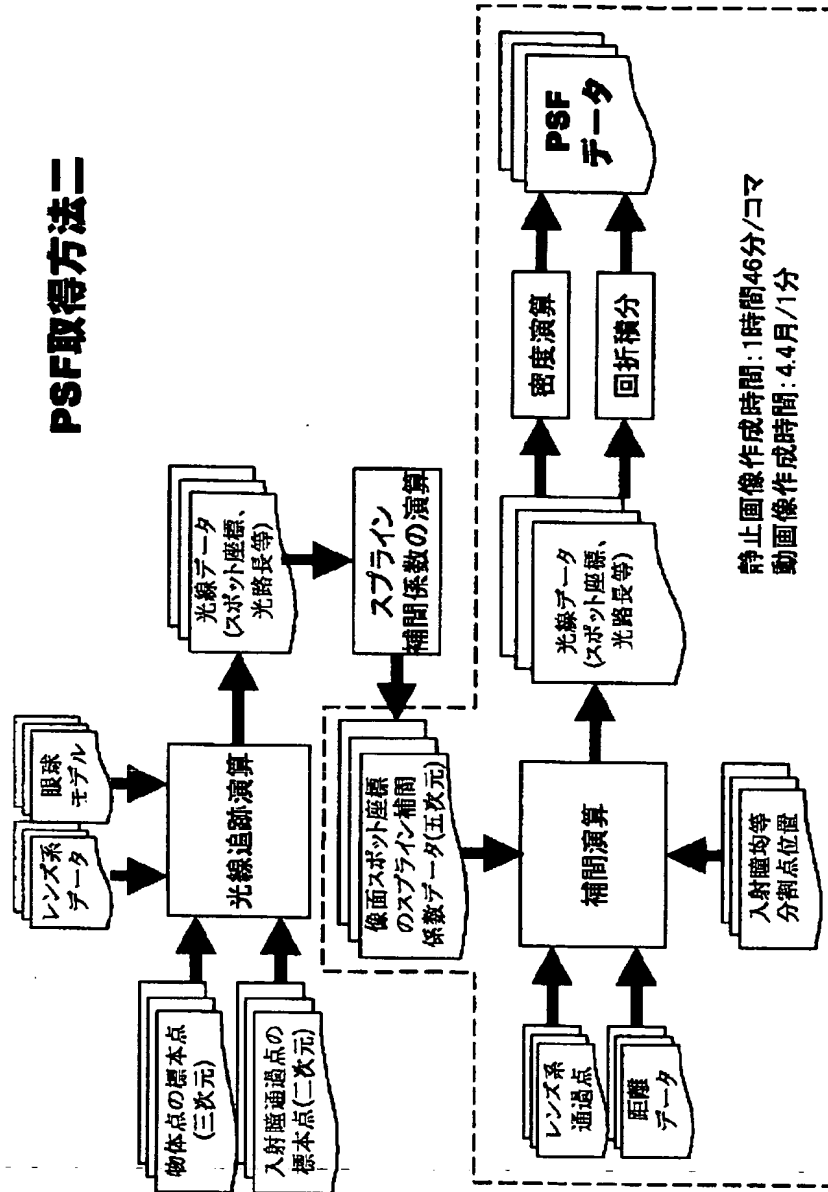 PSF取得方法二
レンズ系
データ
眼球
モデル
物体点の標本点
(三次元)
入射瞳通過点の
標本点(二次元)
光線追跡演算
光線データ
(スポット座標、
光路長等)
スプライン
補間係数の演算
像面スポット座標
のスプライン補間
係数データ(五次元)
レンズ系
通過点
距離
データ
補間演算
入射瞳均等
分割点位置
光線データ
(スポット座標、
光路長等)
密度演算
回折積分
PSF
データ
静止画像作成時間:1時間46分/コマ
動画像作成時間:4.4月/1分